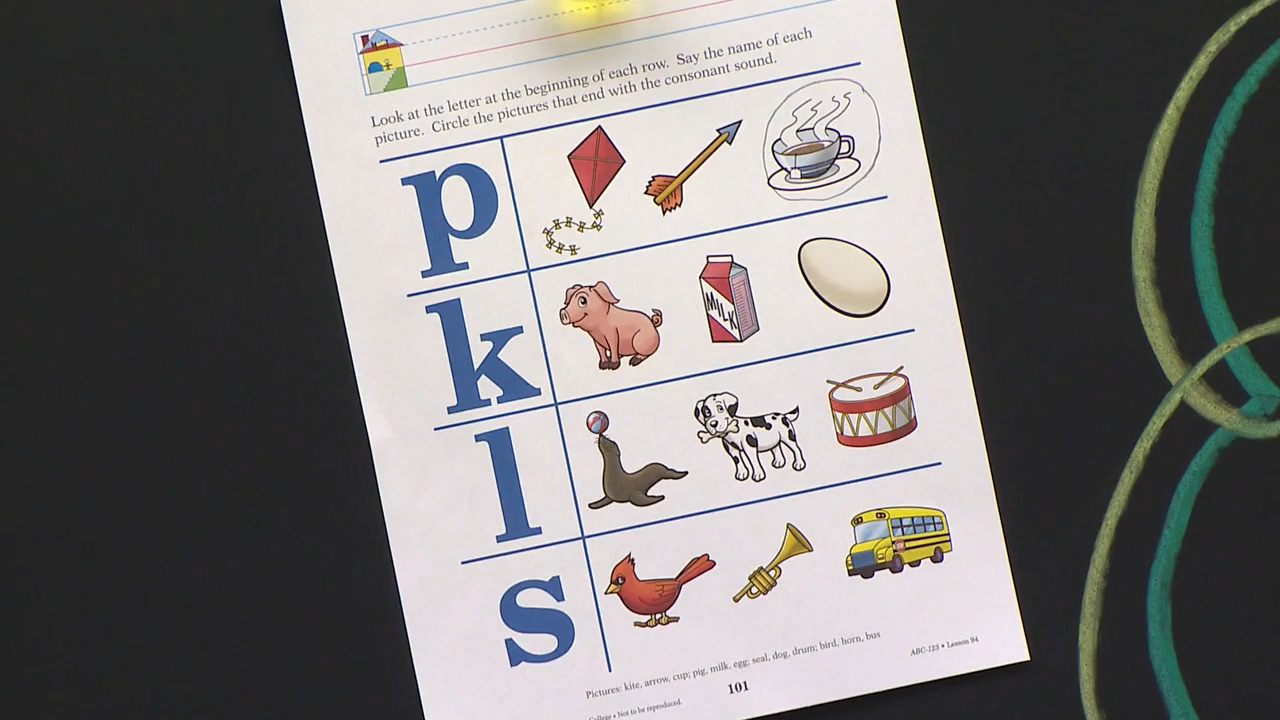 Look at the letter at the beginning of each row. Say the name of each
picture. Circle the pictures that end with the consonant sound.
p
k
MILK
l
s
Pictures: kite, arrow, cup; pig, milk, egg; seal, dog, drum; bird, horn, bus
ABC-123 • Lesson 94
101
College • Not to be reproduced.